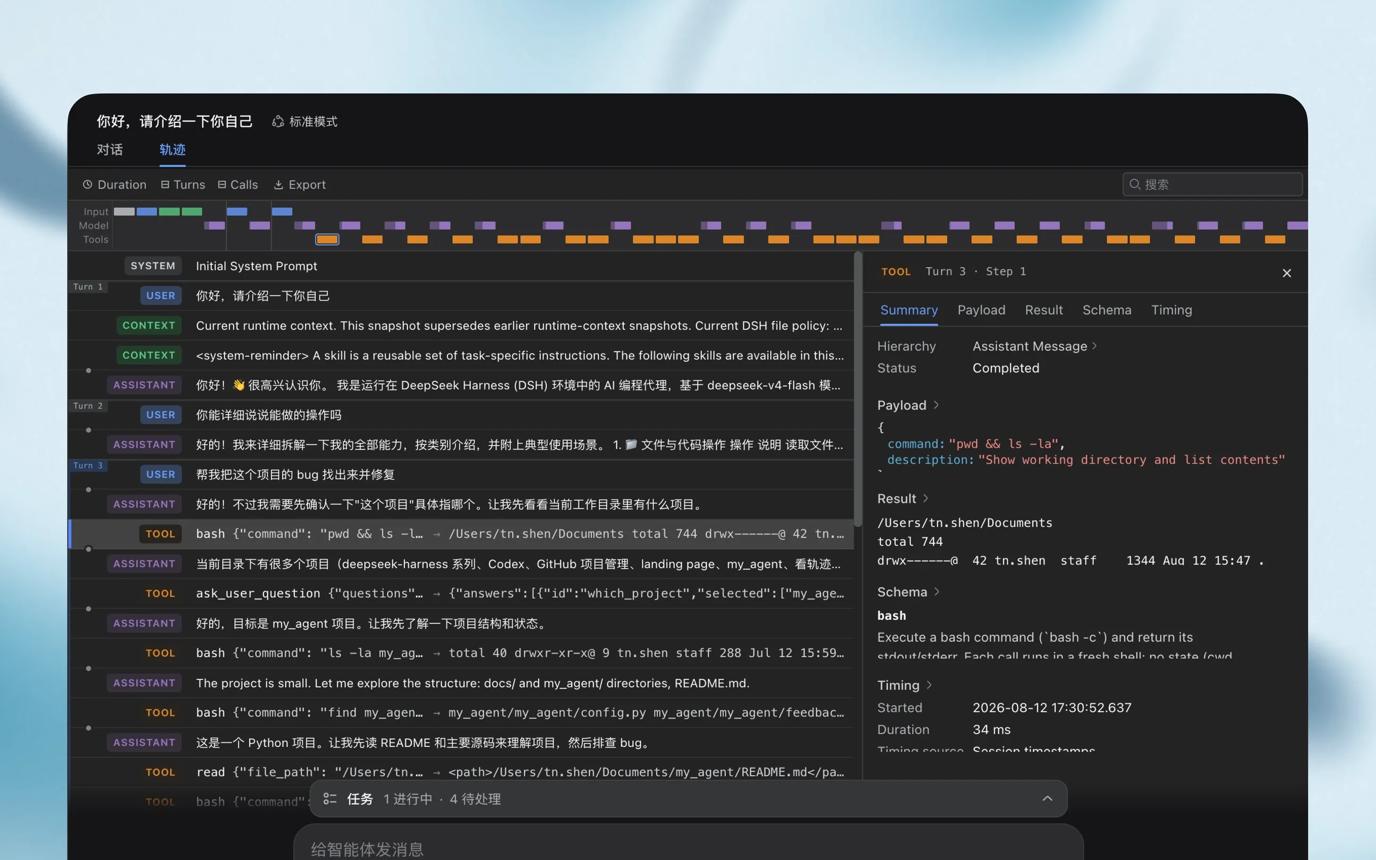 你好，请介绍一下你自己 标准模式
对话 轨迹
Duration Turns Calls Export 搜索
Input
Model
Tools
SYSTEM Initial System Prompt
Turn 1
USER 你好，请介绍一下你自己
CONTEXT Current runtime context. This snapshot supersedes earlier runtime-context snapshots. Current DSH file policy: ...
CONTEXT <system-reminder> A skill is a reusable set of task-specific instructions. The following skills are available in this...
ASSISTANT 你好！👋 很高兴认识你。 我是运行在 DeepSeek Harness (DSH) 环境中的 AI 编程代理，基于 deepseek-v4-flash 模...
Turn 2
USER 你能详细说说能做的操作吗
ASSISTANT 好的！我来详细拆解一下我的全部能力，按类别介绍，并附上典型使用场景。 1. 📁 文件与代码操作 操作 说明 读取文件...
Turn 3
USER 帮我把这个项目的 bug 找出来并修复
ASSISTANT 好的！不过我需要先确认一下"这个项目"具体指哪个。让我先看看当前工作目录里有什么项目。
TOOL bash {"command": "pwd && ls -l… → /Users/tn.shen/Documents total 744 drwx------@ 42 tn.…
ASSISTANT 当前目录下有很多个项目（deepseek-harness 系列、Codex、GitHub 项目管理、landing page、my_agent、看轨迹...
TOOL ask_user_question {"questions"… → {"answers":[{"id":"which_project","selected":["my_age…
ASSISTANT 好的，目标是 my_agent 项目。让我先了解一下项目结构和状态。
TOOL bash {"command": "ls -la my_ag… → total 40 drwxr-xr-x@ 9 tn.shen staff 288 Jul 12 15:59…
ASSISTANT The project is small. Let me explore the structure: docs/ and my_agent/ directories, README.md.
TOOL bash {"command": "find my_agen… → my_agent/my_agent/config.py my_agent/my_agent/feedbac…
ASSISTANT 这是一个 Python 项目。让我先读 README 和主要源码来理解项目，然后排查 bug。
TOOL read {"file_path": "/Users/tn.… → <path>/Users/tn.shen/Documents/my_agent/README.md</pa…
TOOL bash {"command":
TOOL Turn 3 · Step 1
Summary Payload Result Schema Timing
Hierarchy Assistant Message
Status Completed
Payload
{
command: "pwd && ls -la",
description: "Show working directory and list contents"
Result
/Users/tn.shen/Documents
total 744
drwx------@ 42 tn.shen staff 1344 Aug 12 15:47 .
Schema
bash
Execute a bash command (`bash -c`) and return its
stdout/stderr. Each call runs in a fresh shell: no state (cwd,
Timing
Started 2026-08-12 17:30:52.637
Duration 34 ms
Timing source Session timestamps
任务 1 进行中 · 4 待处理
给智能体发消息